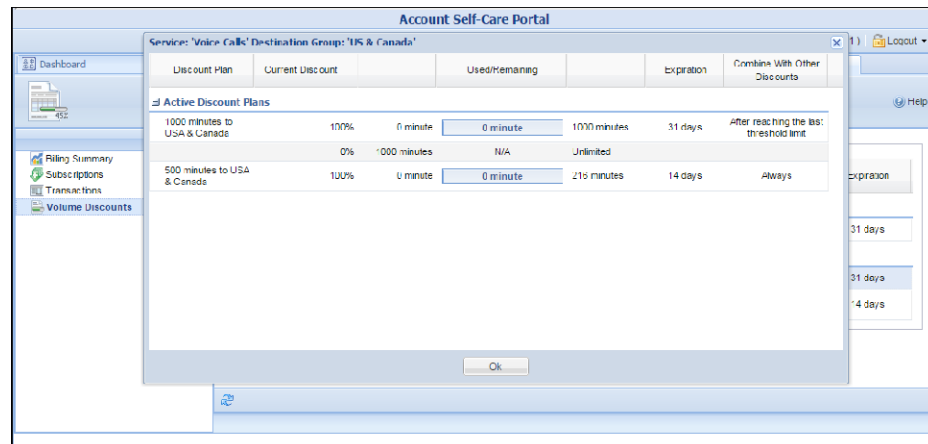 Account Self-Care Portal
Service: 'Voice Calls' Destination Group: 'US & Canada'
1 ) Logout
Dashboard
Discount Plan Current Discount Used/Remaining Expiration Combine With Other
Discounts
Help
452
Active Discount Plans
1000 minutes to
USA & Canada 100% 0 minute 0 minute 1000 minutes 31 days After reaching the last
threshold limit
0% 1000 minutes N/A Unlimited
500 minutes to USA
& Canada 100% 0 minute 0 minute 216 minutes 14 days Always
Billing Summary
Subscriptions
Transactions
Volume Discounts
Expiration
31 days
31 days
14 days
Ok